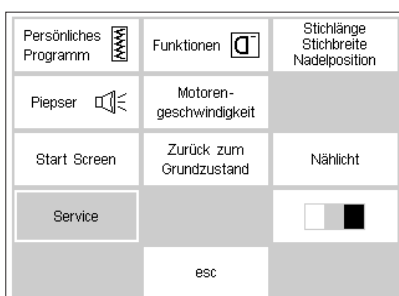 Persönliches
Programm
Funktionen
Stichlänge
Stichbreite
Nadelposition
Piepser
Motoren-
geschwindigkeit
Start Screen
Zurück zum
Grundzustand
Nählicht
Service
esc